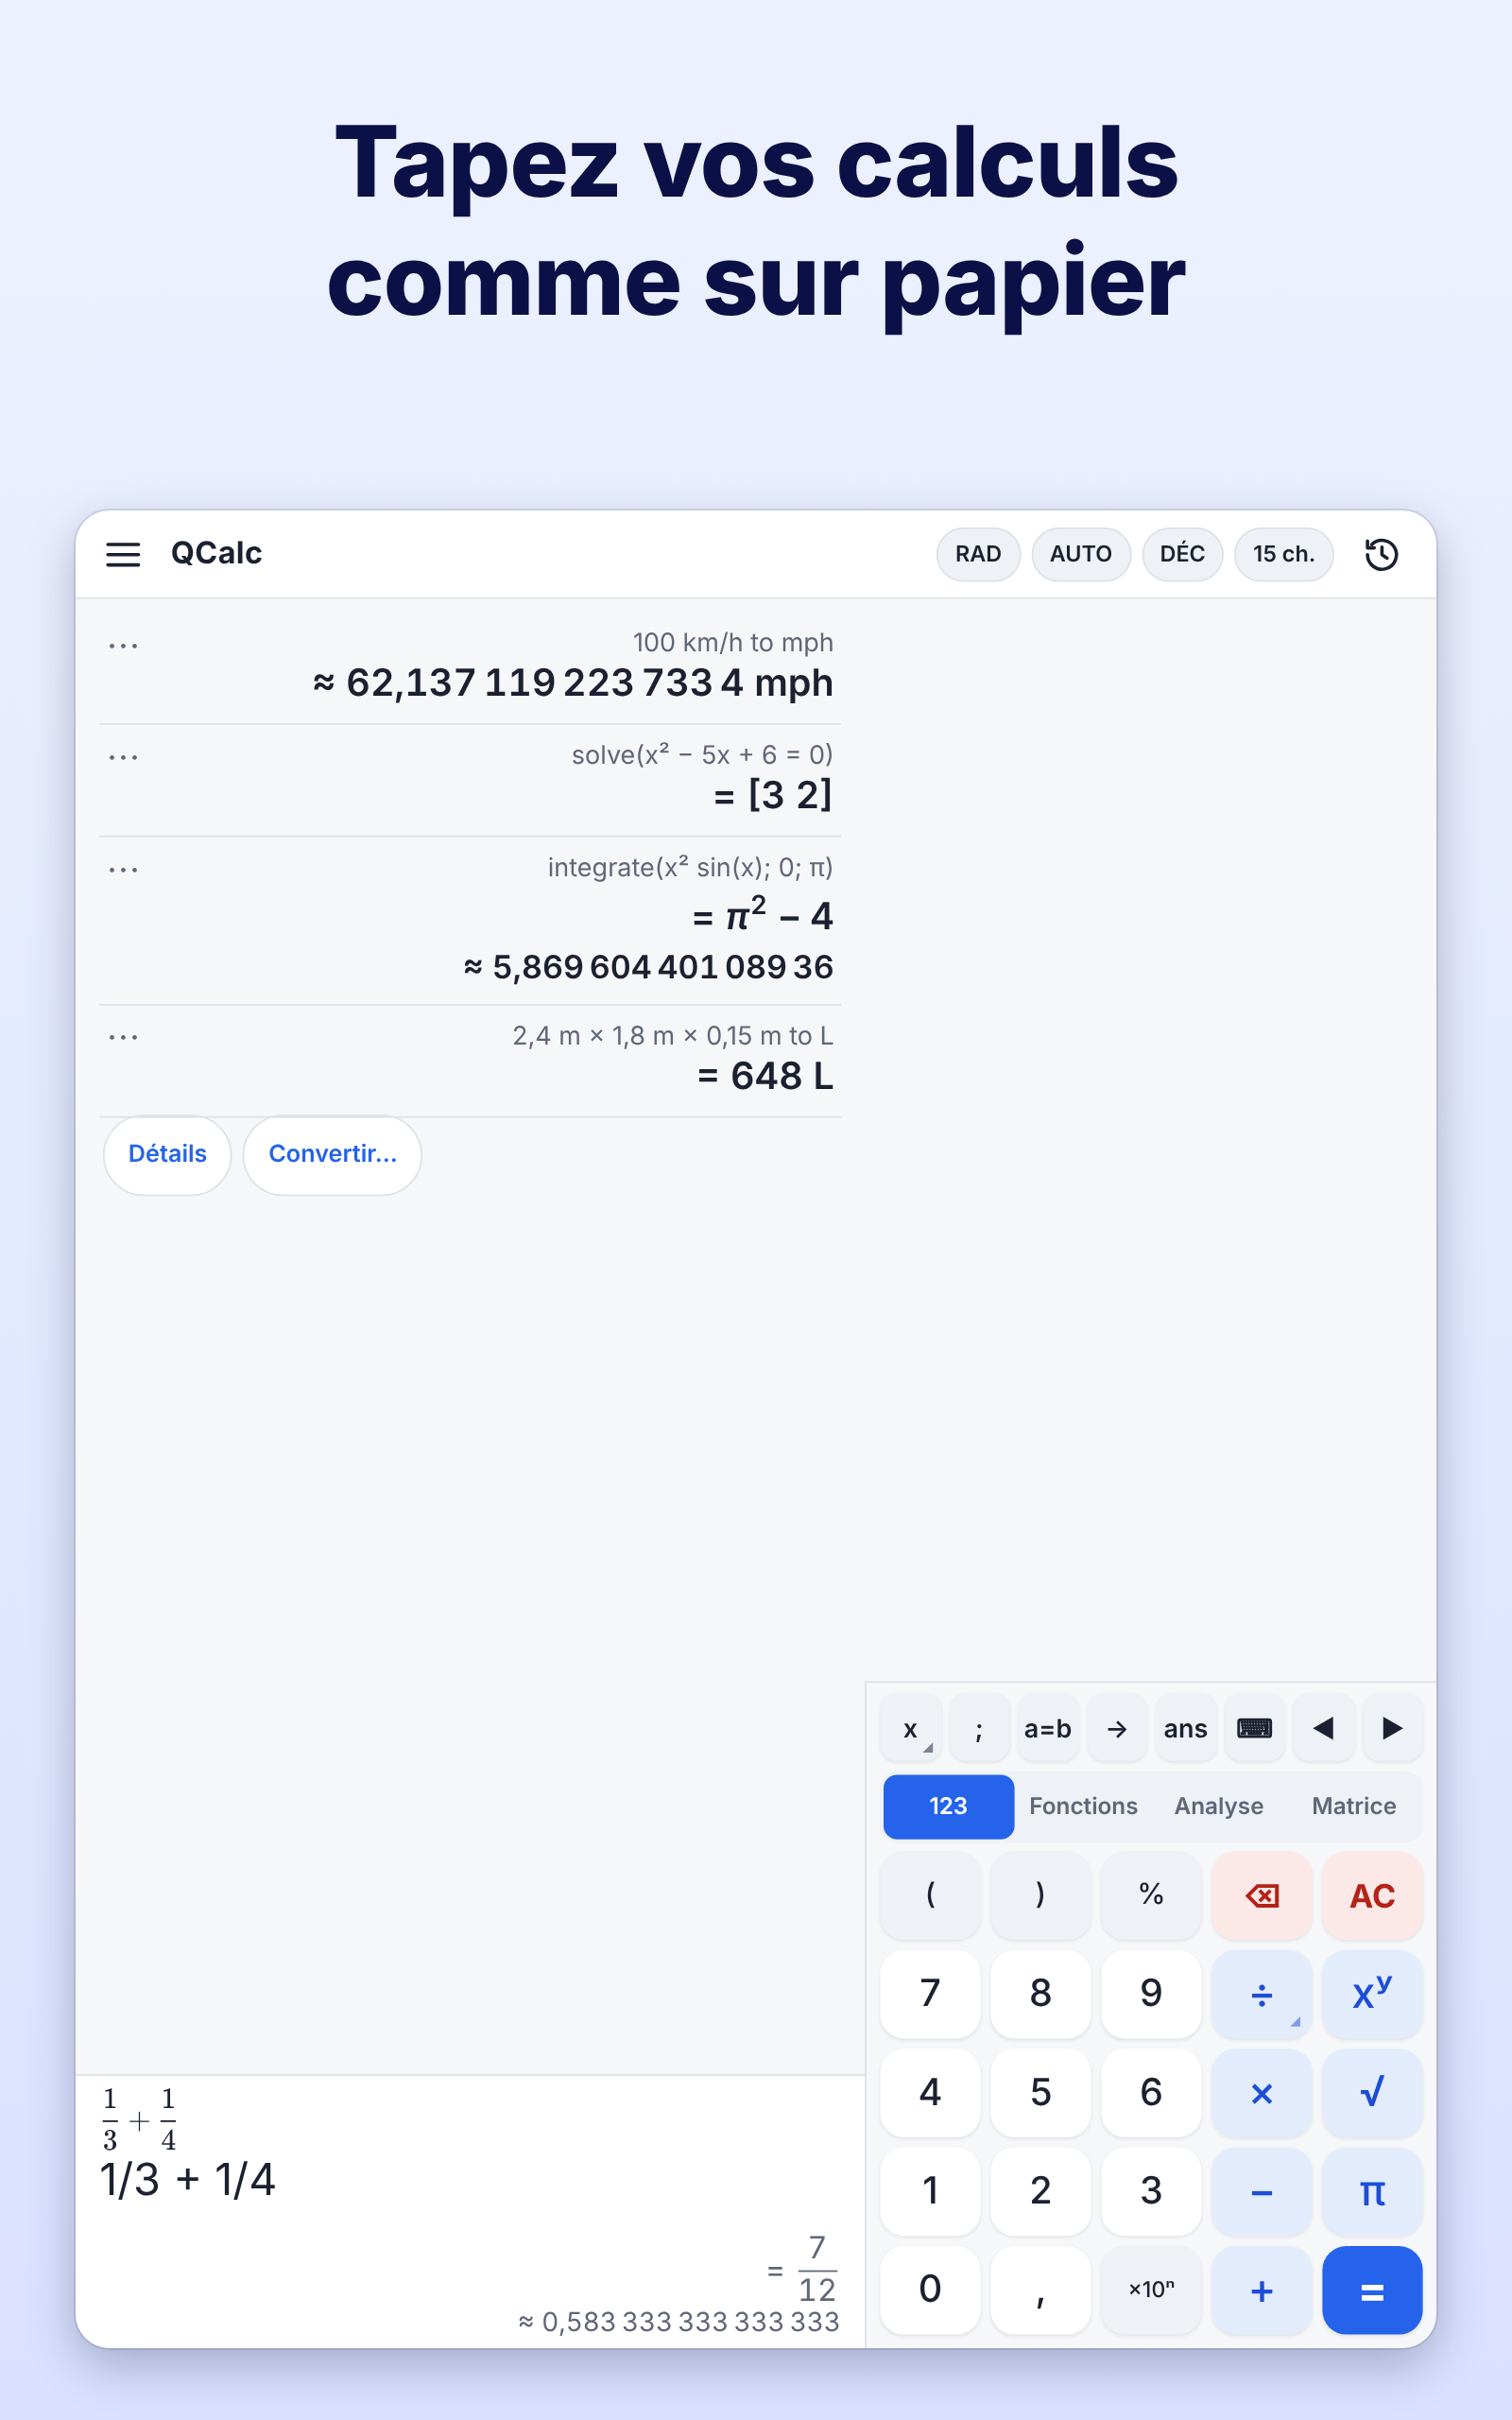 Tapez vos calculs
comme sur papier
QCalc
RAD AUTO DÉC 15 ch.
... 100 km/h to mph
≈ 62,137 119 223 733 4 mph
... solve(x² − 5x + 6 = 0)
= [3 2]
... integrate(x² sin(x); 0; π)
= π² − 4
≈ 5,869 604 401 089 36
... 2,4 m × 1,8 m × 0,15 m to L
= 648 L
Détails Convertir...
x ; a=b → ans ⌨ ◀ ▶
123 Fonctions Analyse Matrice
( ) % ⌫ AC
7 8 9 ÷ xʸ
4 5 6 × √
1 2 3 − π
0 , ×10ⁿ + =
1/3 + 1/4
1/3 + 1/4
= 7/12
≈ 0,583 333 333 333 333